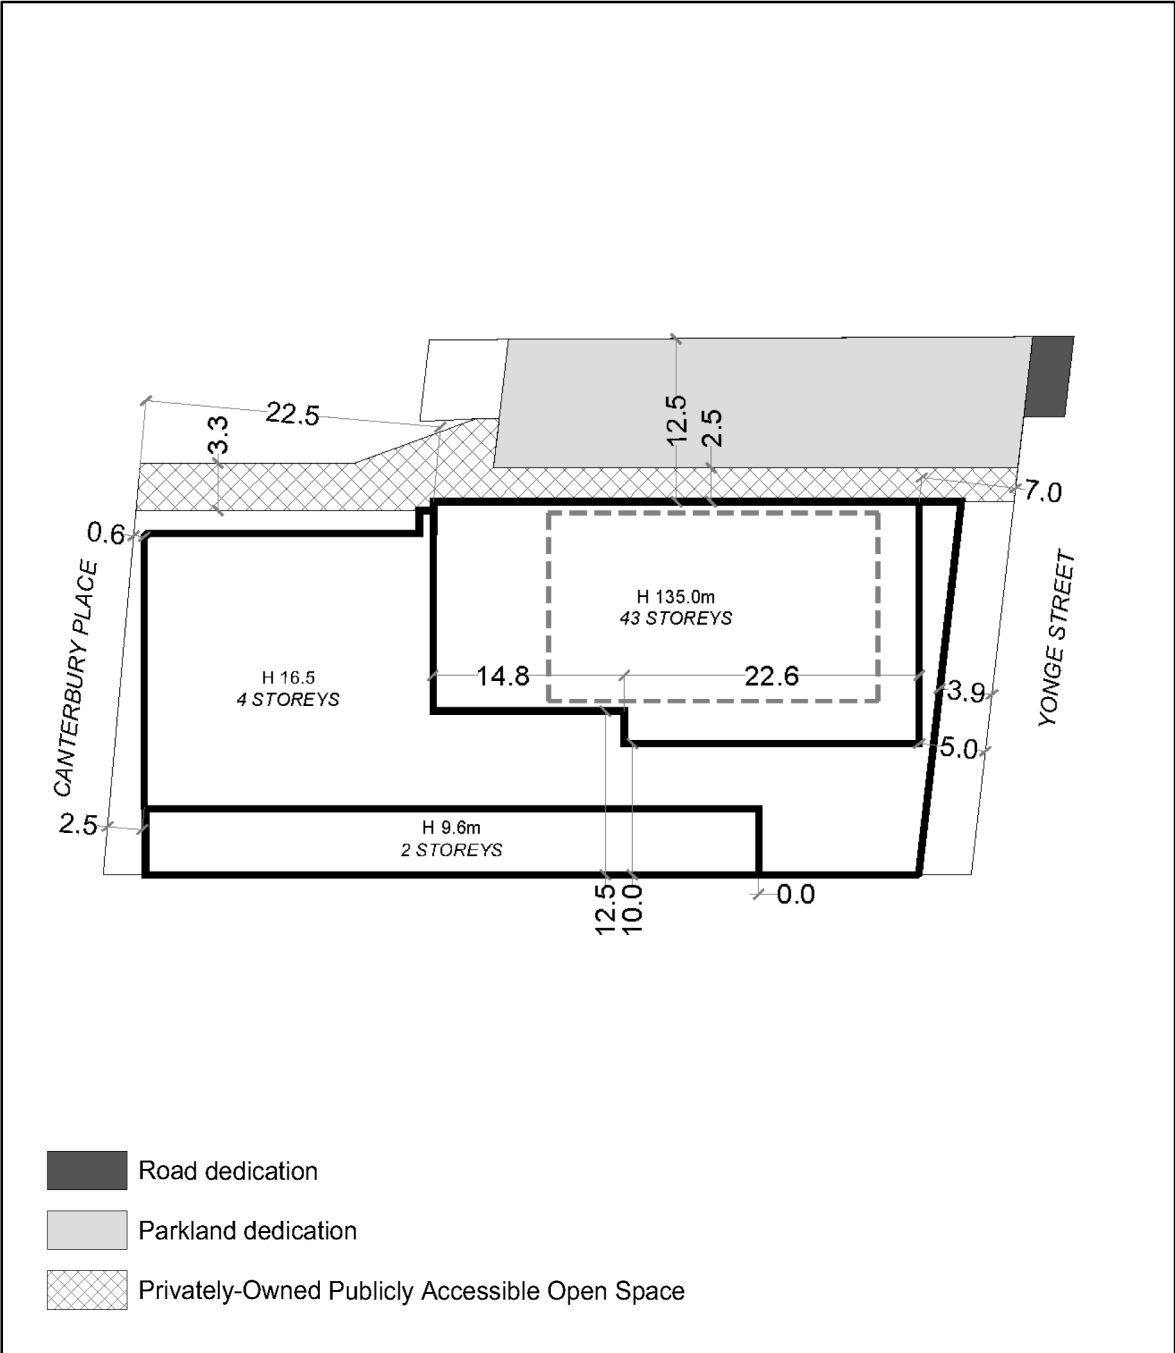 22.5
3.3
12.5
2.5
7.0
0.6
CANTERBURY PLACE
YONGE STREET
H 135.0m
43 STOREYS
H 16.5
4 STOREYS
14.8
22.6
3.9
5.0
2.5
H 9.6m
2 STOREYS
12.5
10.0
0.0
Road dedication
Parkland dedication
Privately-Owned Publicly Accessible Open Space